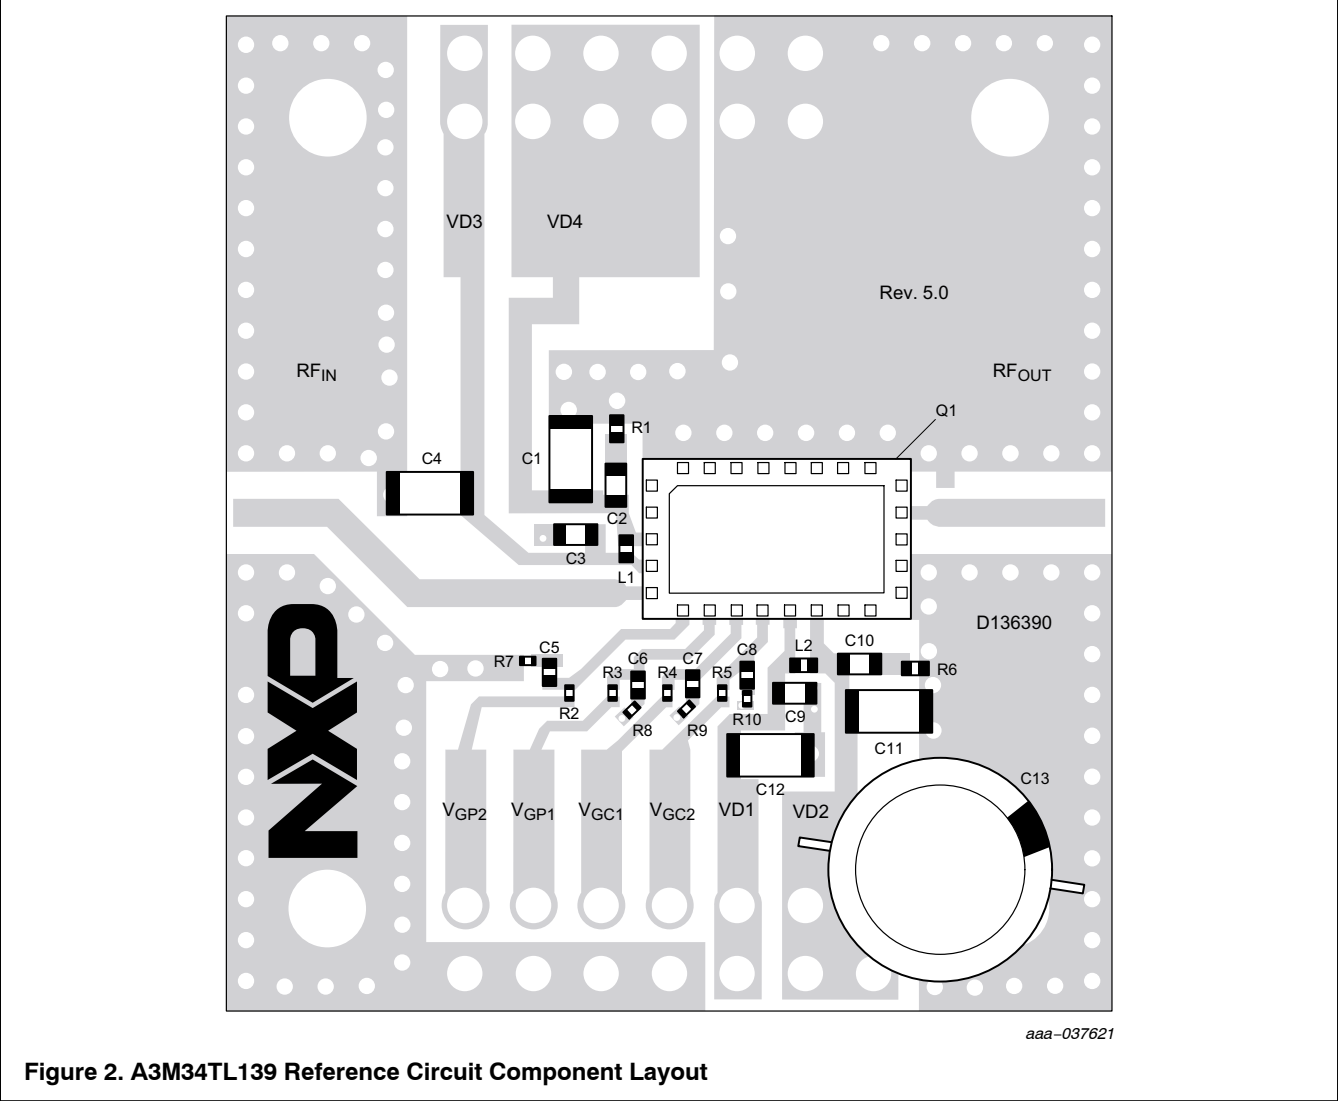 VD3 VD4
Rev. 5.0
RFIN RFOUT
Q1
R1
C4 C1
C2
C3
L1
D136390
C5 L2 C10
R7 C6 C7 C8 R6
R3 R4 R5
R2 C9
R8 R9 R10
C11
C12 C13
VGP2 VGP1 VGC1 VGC2 VD1 VD2
NXP
aaa–037621
Figure 2. A3M34TL139 Reference Circuit Component Layout